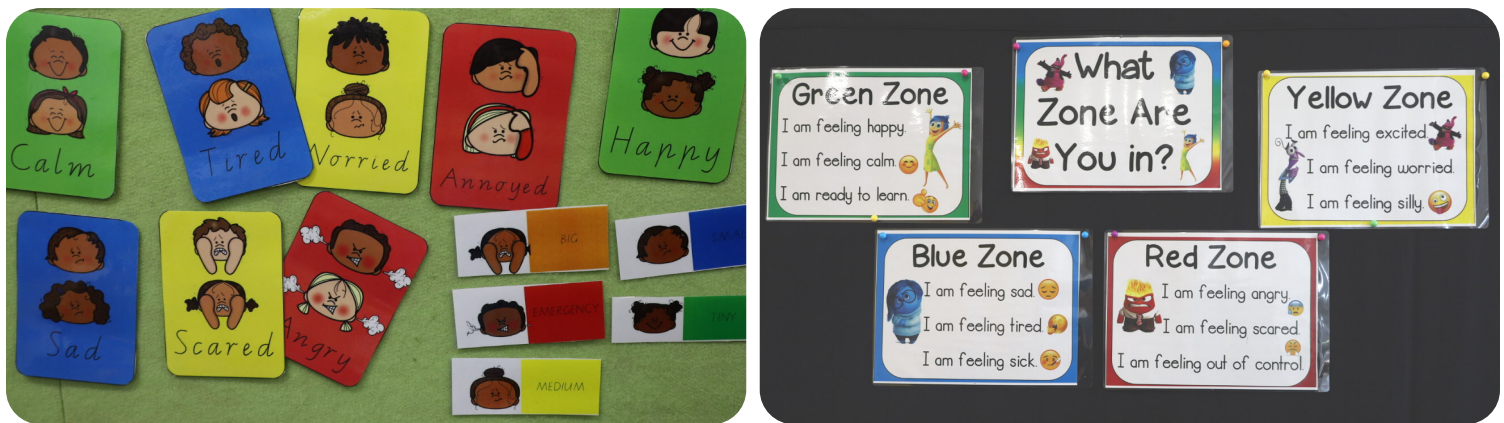 Calm
Tired
Worried
Annoyed
Happy
Sad
Scared
Angry
BIG
SMALL
EMERGENCY
TINY
MEDIUM
What
Zone Are
You in?
Green Zone
I am feeling happy.
I am feeling calm.
I am ready to learn.
Yellow Zone
I am feeling excited.
I am feeling worried.
I am feeling silly.
Blue Zone
I am feeling sad.
I am feeling tired.
I am feeling sick.
Red Zone
I am feeling angry.
I am feeling scared.
I am feeling out of control.